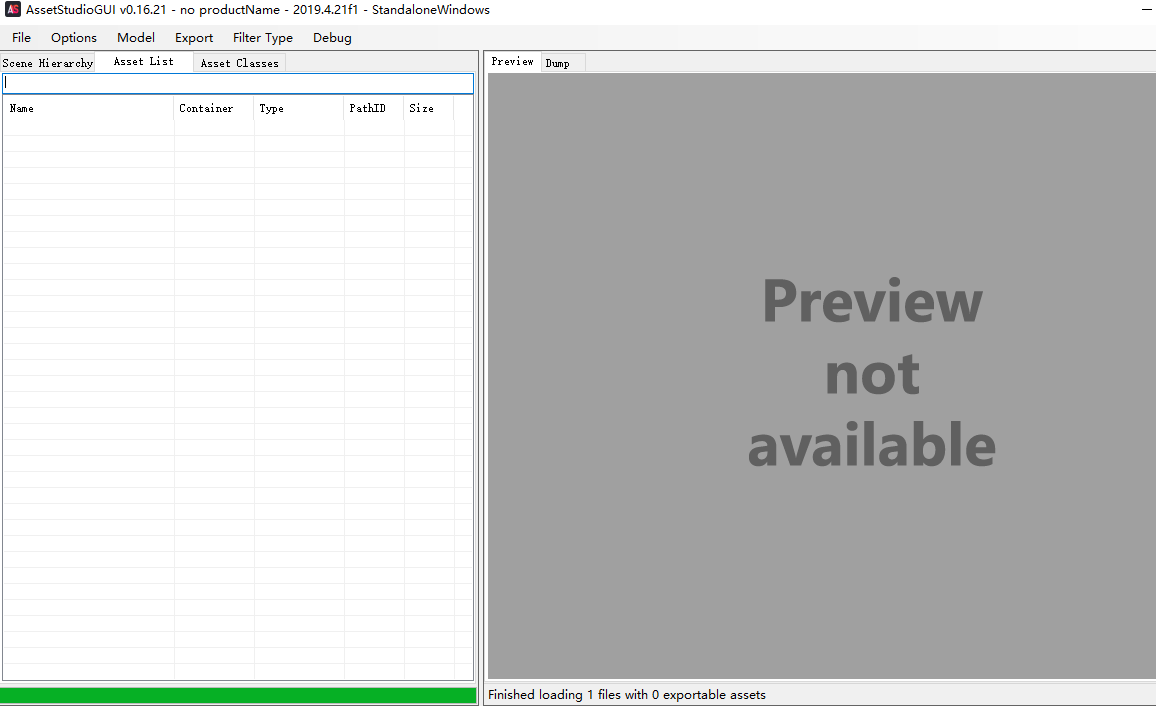 AS AssetStudioGUI v0.16.21 - no productName - 2019.4.21f1 - StandaloneWindows
File Options Model Export Filter Type Debug
Scene Hierarchy Asset List Asset Classes Preview Dump
Name Container Type PathID Size
Preview
not
available
Finished loading 1 files with 0 exportable assets